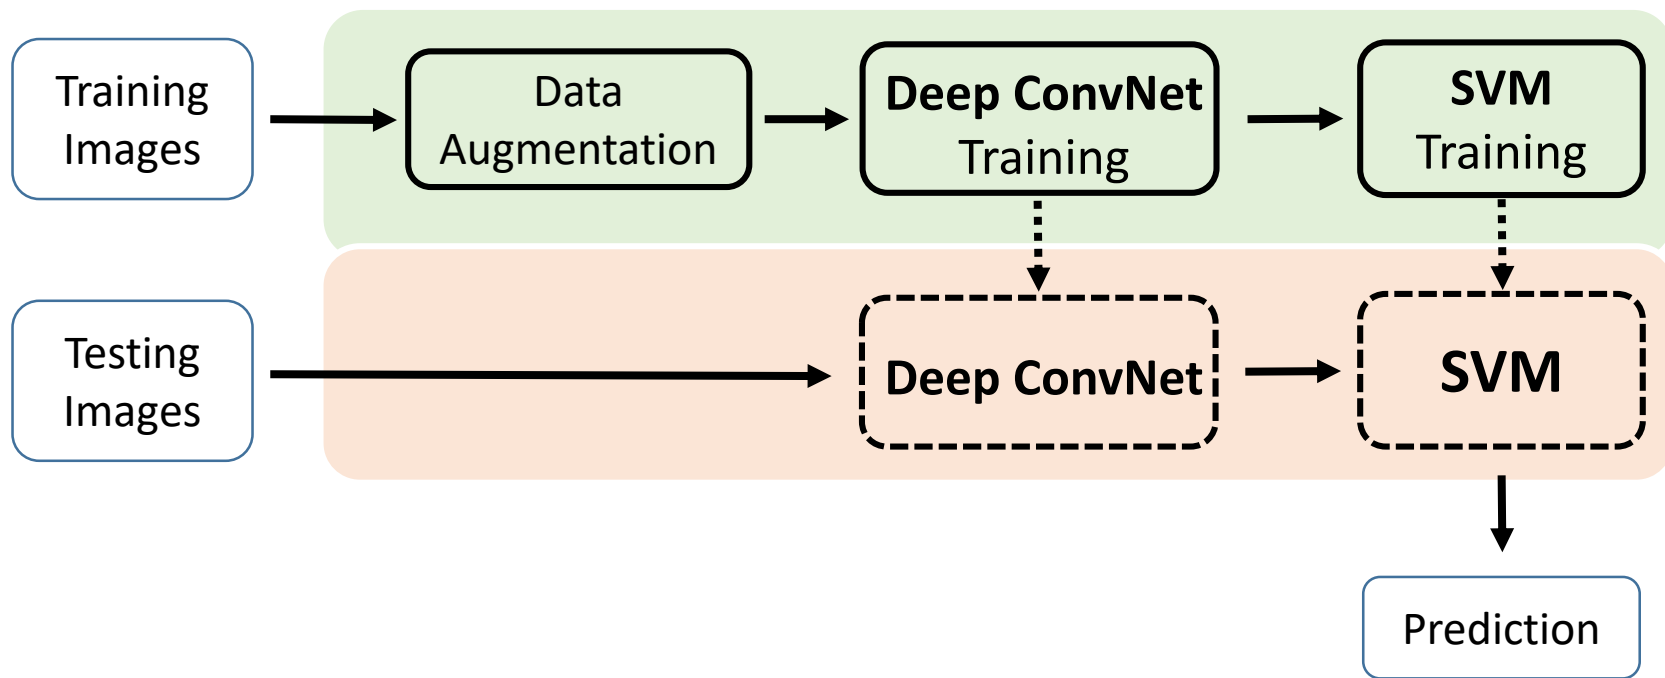 Training
Images
Data
Augmentation
Deep ConvNet
Training
SVM
Training
Testing
Images
Deep ConvNet
SVM
Prediction